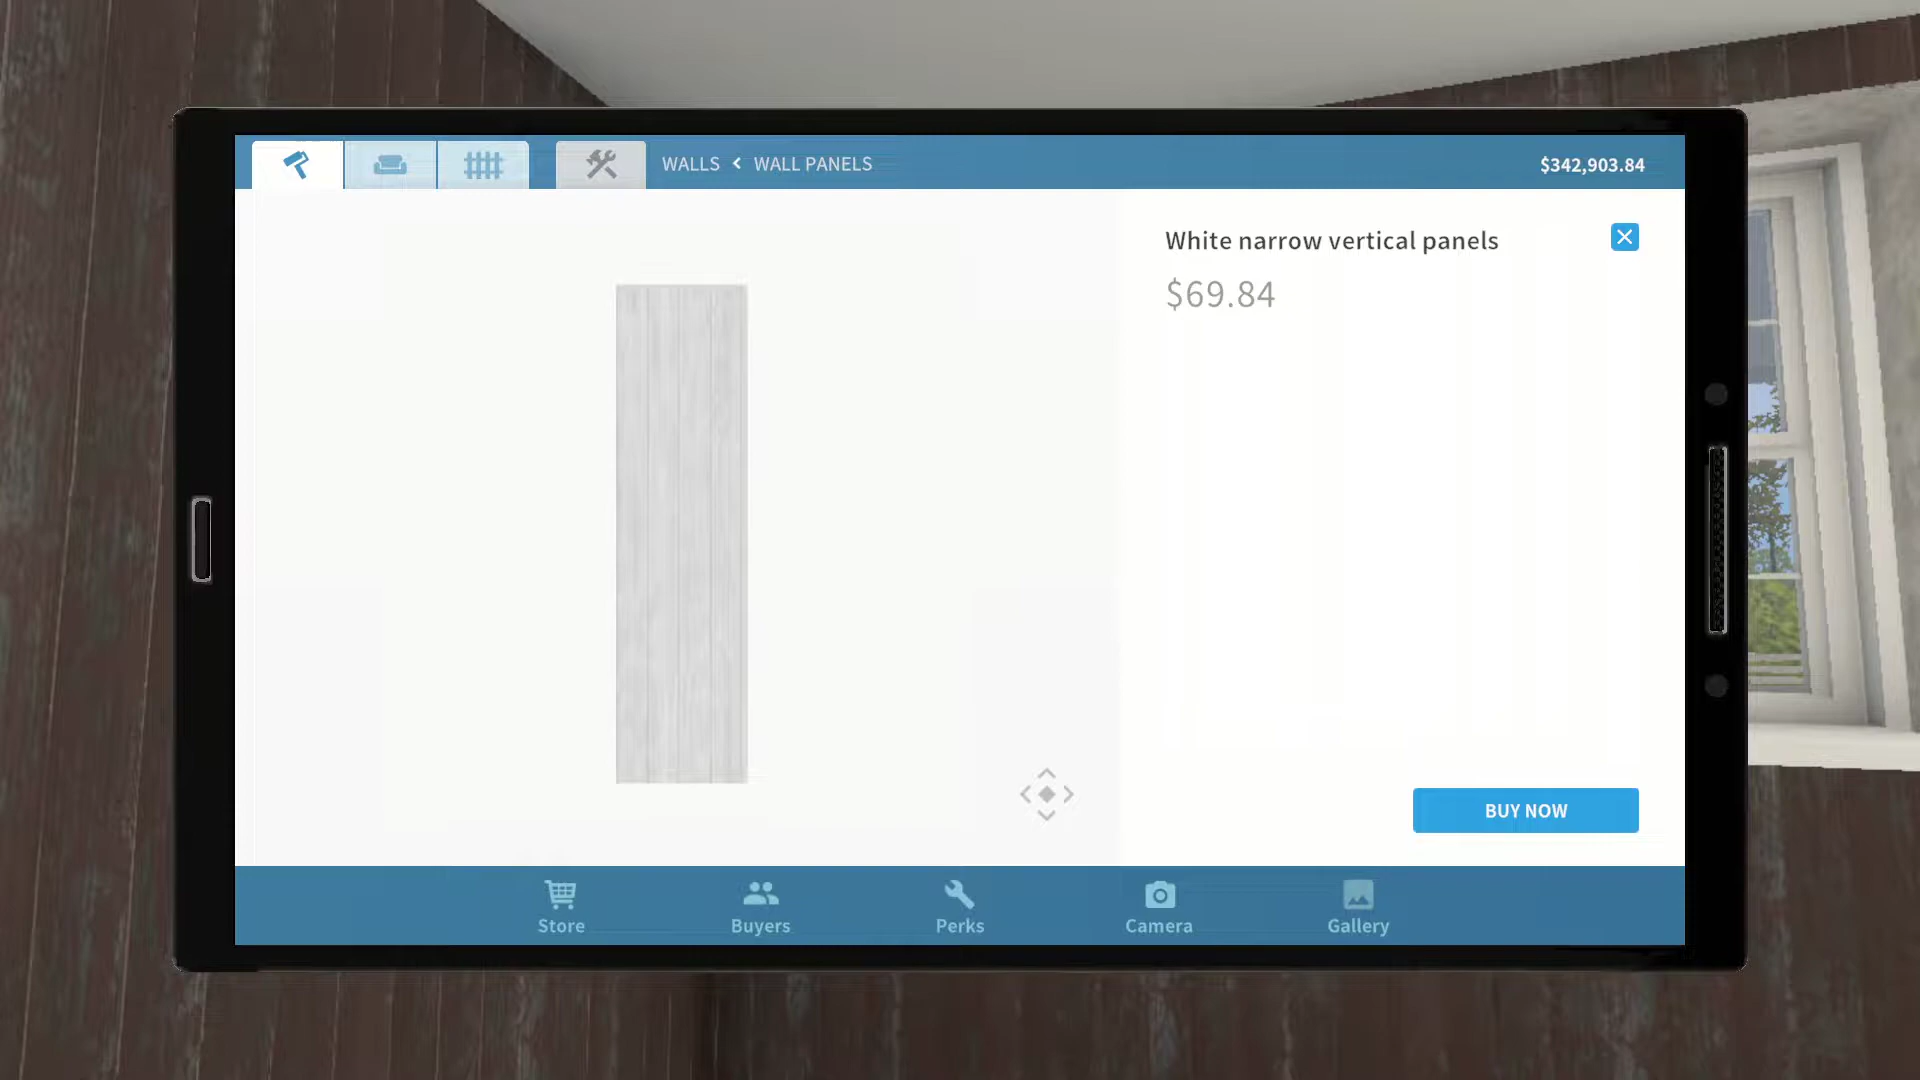 WALLS < WALL PANELS
$342,903.84
White narrow vertical panels
$69.84
BUY NOW
Store Buyers Perks Camera Gallery